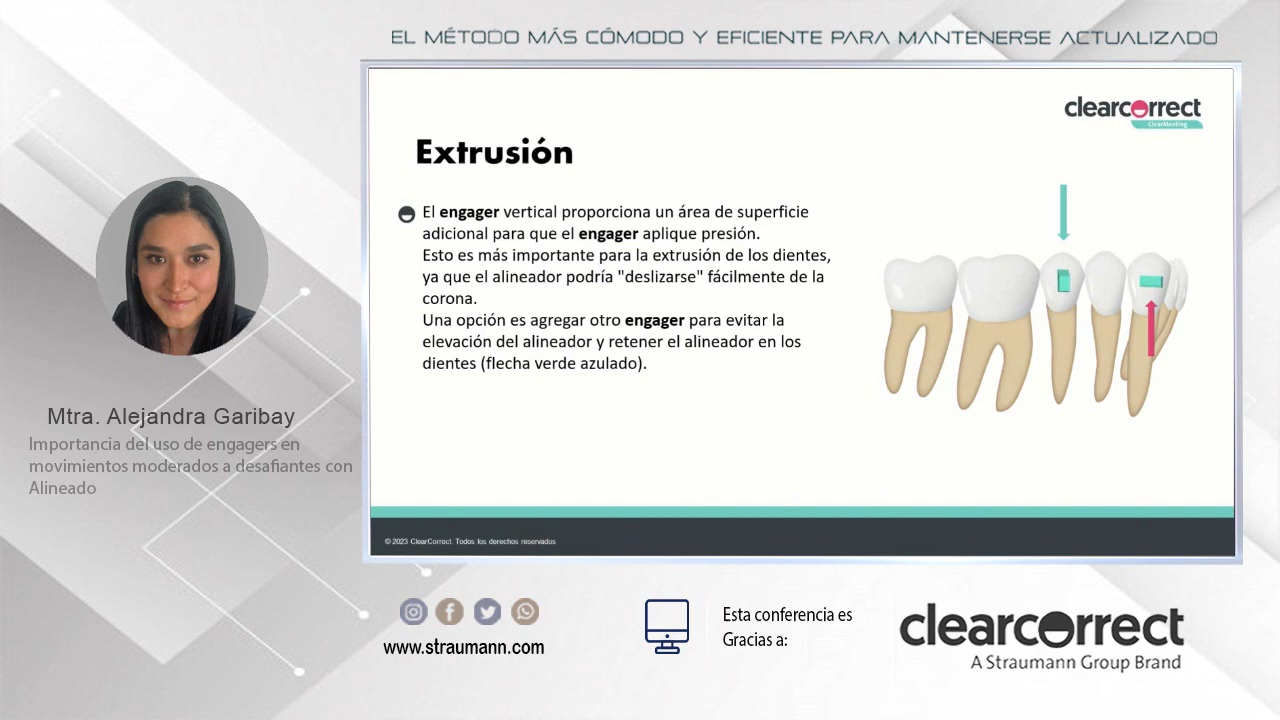 EL MÉTODO MÁS CÓMODO Y EFICIENTE PARA MANTENERSE ACTUALIZADO
clearcorrect
ClearMeeting
Extrusión
El engager vertical proporciona un área de superficie
adicional para que el engager aplique presión.
Esto es más importante para la extrusión de los dientes,
ya que el alineador podría "deslizarse" fácilmente de la
corona.
Una opción es agregar otro engager para evitar la
elevación del alineador y retener el alineador en los
dientes (flecha verde azulado).
© 2023 ClearCorrect. Todos los derechos reservados
Mtra. Alejandra Garibay
Importancia del uso de engagers en
movimientos moderados a desafiantes con
Alineado
www.straumann.com
Esta conferencia es
Gracias a:
clearcorrect
A Straumann Group Brand